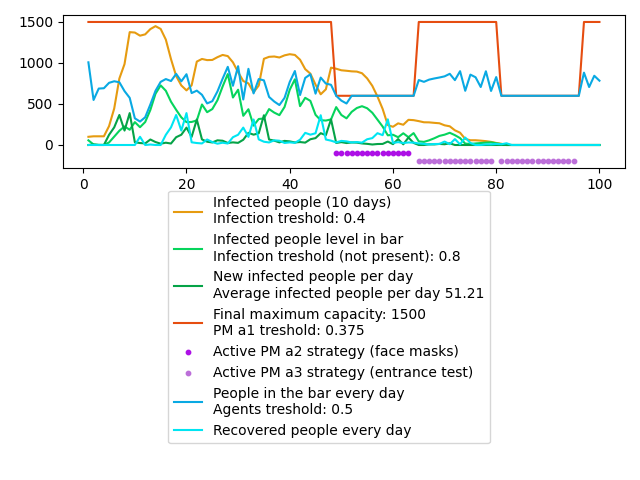 1500
1000
500
0
0 20 40 60 80 100
Infected people (10 days)
Infection treshold: 0.4
Infected people level in bar
Infection treshold (not present): 0.8
New infected people per day
Average infected people per day 51.21
Final maximum capacity: 1500
PM a1 treshold: 0.375
Active PM a2 strategy (face masks)
Active PM a3 strategy (entrance test)
People in the bar every day
Agents treshold: 0.5
Recovered people every day